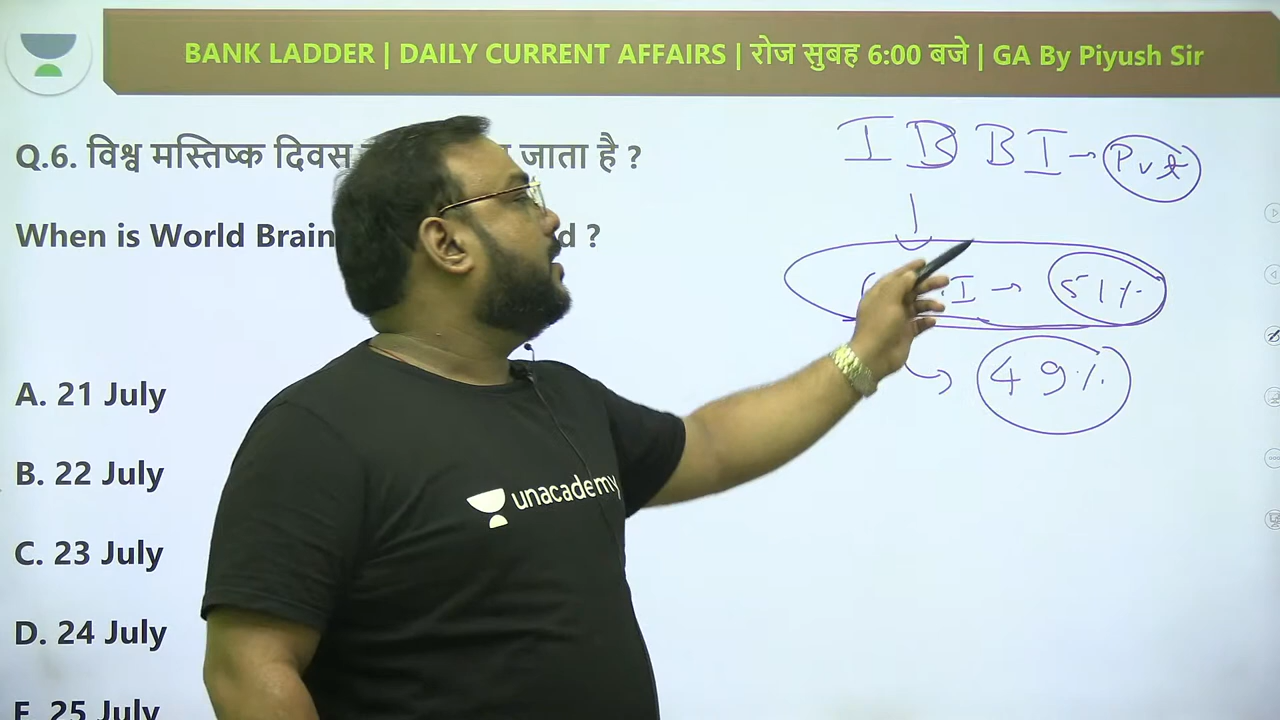 BANK LADDER | DAILY CURRENT AFFAIRS | रोज सुबह 6:00 बजे | GA By Piyush Sir
Q.6. विश्व मस्तिष्क दिवस जाता है ?
When is World Brain ?
A. 21 July
B. 22 July
C. 23 July
D. 24 July
E. 25 July
IBBI → Pvt
I → 51%
49%
unacademy